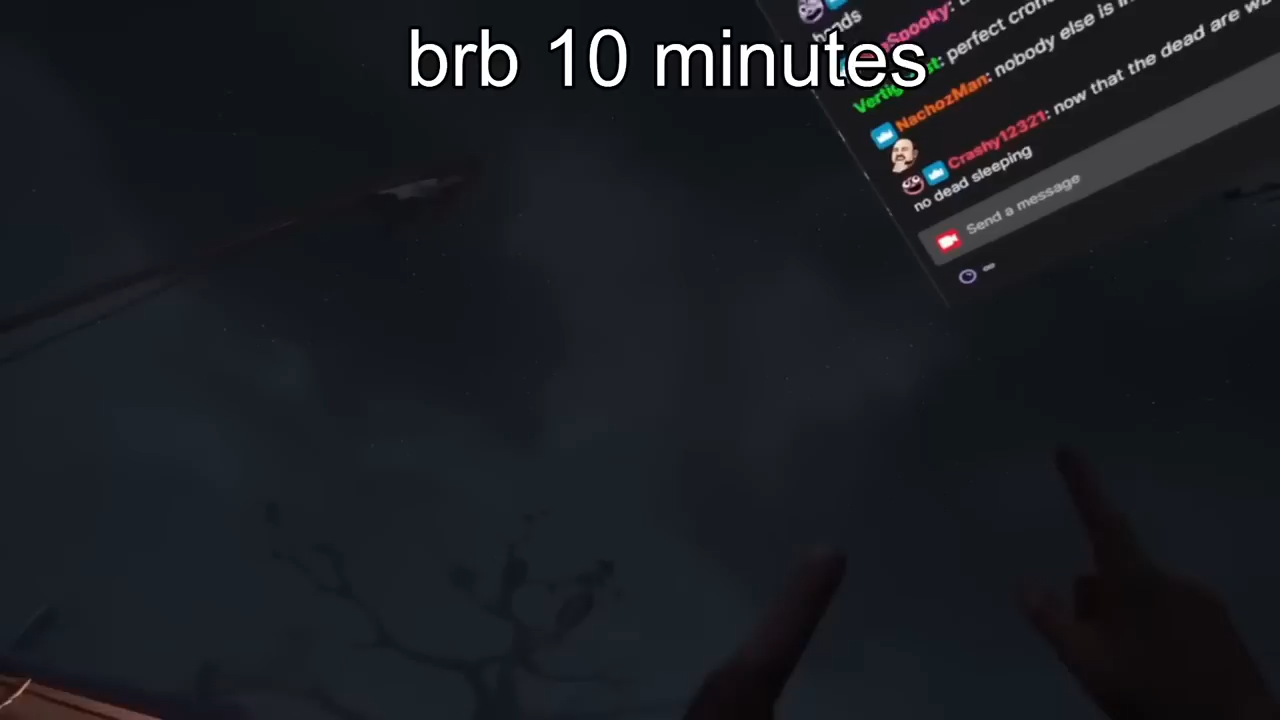 brb 10 minutes
hands
Spooky:
perfect
NachozMan: nobody else is
Crashy12321: now that the dead are
no dead sleeping
Send a message